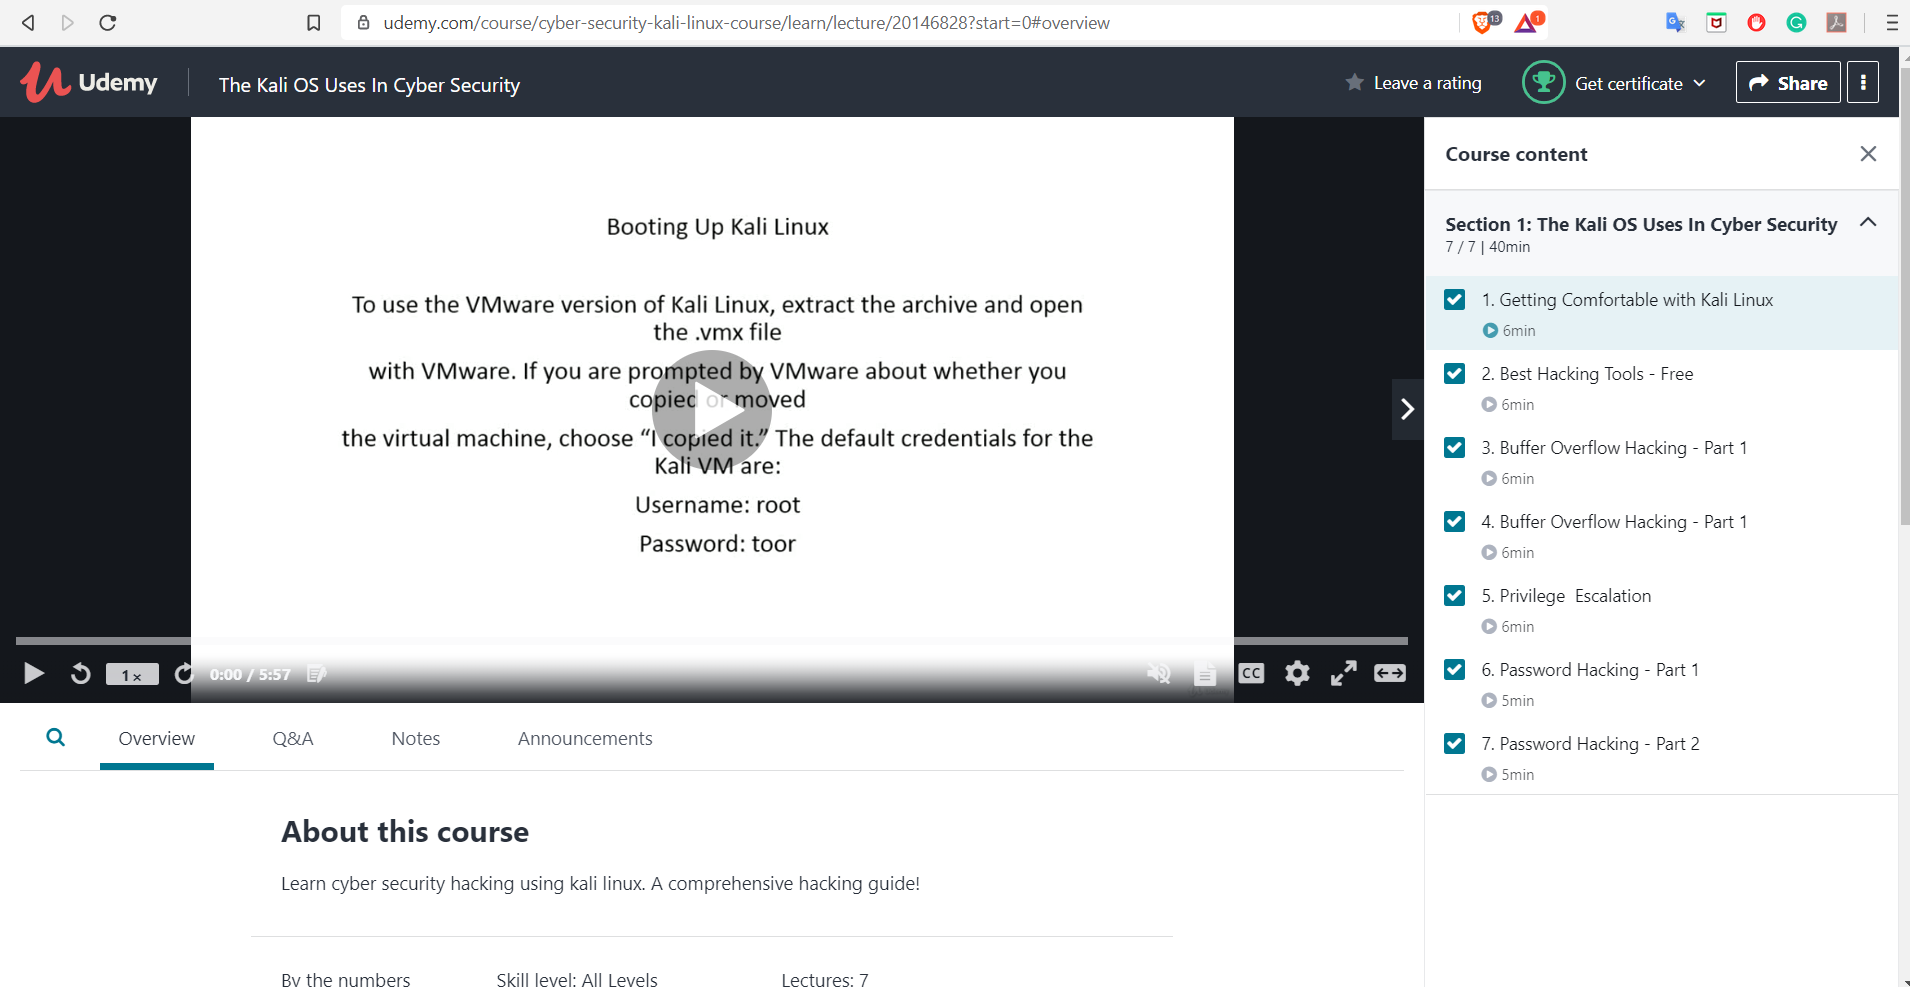 udemy.com/course/cyber-security-kali-linux-course/learn/lecture/20146828?start=0#overview
13
1
Udemy
The Kali OS Uses In Cyber Security
Leave a rating
Get certificate
Share
Booting Up Kali Linux
To use the VMware version of Kali Linux, extract the archive and open
the .vmx file
with VMware. If you are prompted by VMware about whether you
copied or moved
the virtual machine, choose “I copied it.” The default credentials for the
Kali VM are:
Username: root
Password: toor
1 x
0:00 / 5:57
CC
Course content
Section 1: The Kali OS Uses In Cyber Security
7 / 7 | 40min
1. Getting Comfortable with Kali Linux
6min
2. Best Hacking Tools - Free
6min
3. Buffer Overflow Hacking - Part 1
6min
4. Buffer Overflow Hacking - Part 1
6min
5. Privilege  Escalation
6min
6. Password Hacking - Part 1
5min
7. Password Hacking - Part 2
5min
Overview
Q&A
Notes
Announcements
About this course
Learn cyber security hacking using kali linux. A comprehensive hacking guide!
By the numbers
Skill level: All Levels
Lectures: 7